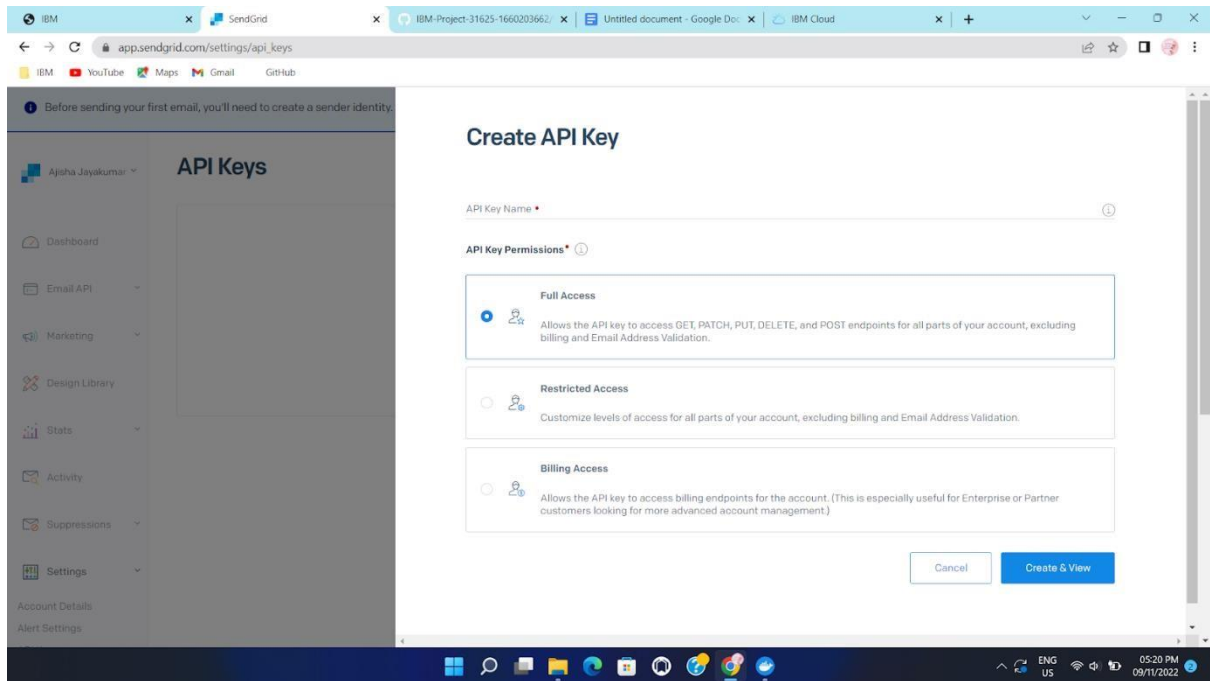 IBM
SendGrid
IBM-Project-31625-1660203662/
Untitled document - Google Doc
IBM Cloud
app.sendgrid.com/settings/api_keys
IBM
YouTube
Maps
Gmail
GitHub
Before sending your first email, you'll need to create a sender identity.
Ajisha Jayakumar
API Keys
Dashboard
Email API
Marketing
Design Library
Stats
Activity
Suppressions
Settings
Account Details
Alert Settings
Create API Key
API Key Name
API Key Permissions
Full Access
Allows the API key to access GET, PATCH, PUT, DELETE, and POST endpoints for all parts of your account, excluding
billing and Email Address Validation.
Restricted Access
Customize levels of access for all parts of your account, excluding billing and Email Address Validation.
Billing Access
Allows the API key to access billing endpoints for the account. (This is especially useful for Enterprise or Partner
customers looking for more advanced account management.)
Cancel
Create & View
ENG
US
05:20 PM
09/11/2022
2